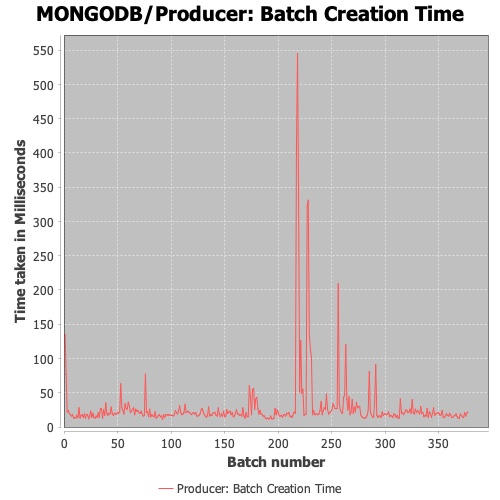 MONGODB/Producer: Batch Creation Time
Time taken in Milliseconds
550
500
450
400
350
300
250
200
150
100
50
0
0 50 100 150 200 250 300 350
Batch number
Producer: Batch Creation Time